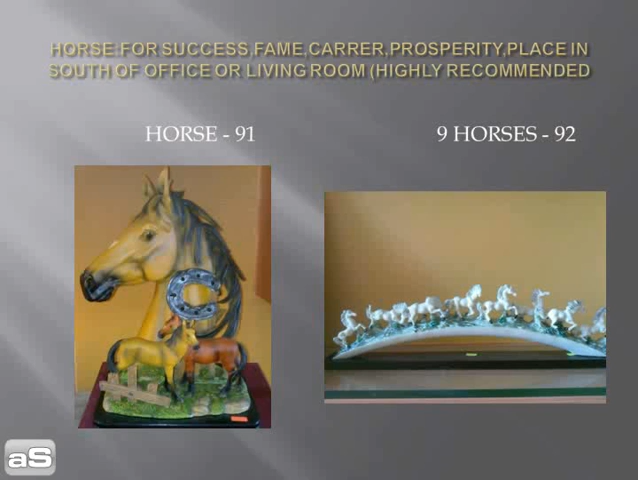 HORSE:FOR SUCCESS,FAME,CARRER,PROSPERITY,PLACE IN
SOUTH OF OFFICE OR LIVING ROOM (HIGHLY RECOMMENDED
HORSE - 91
9 HORSES - 92
aS